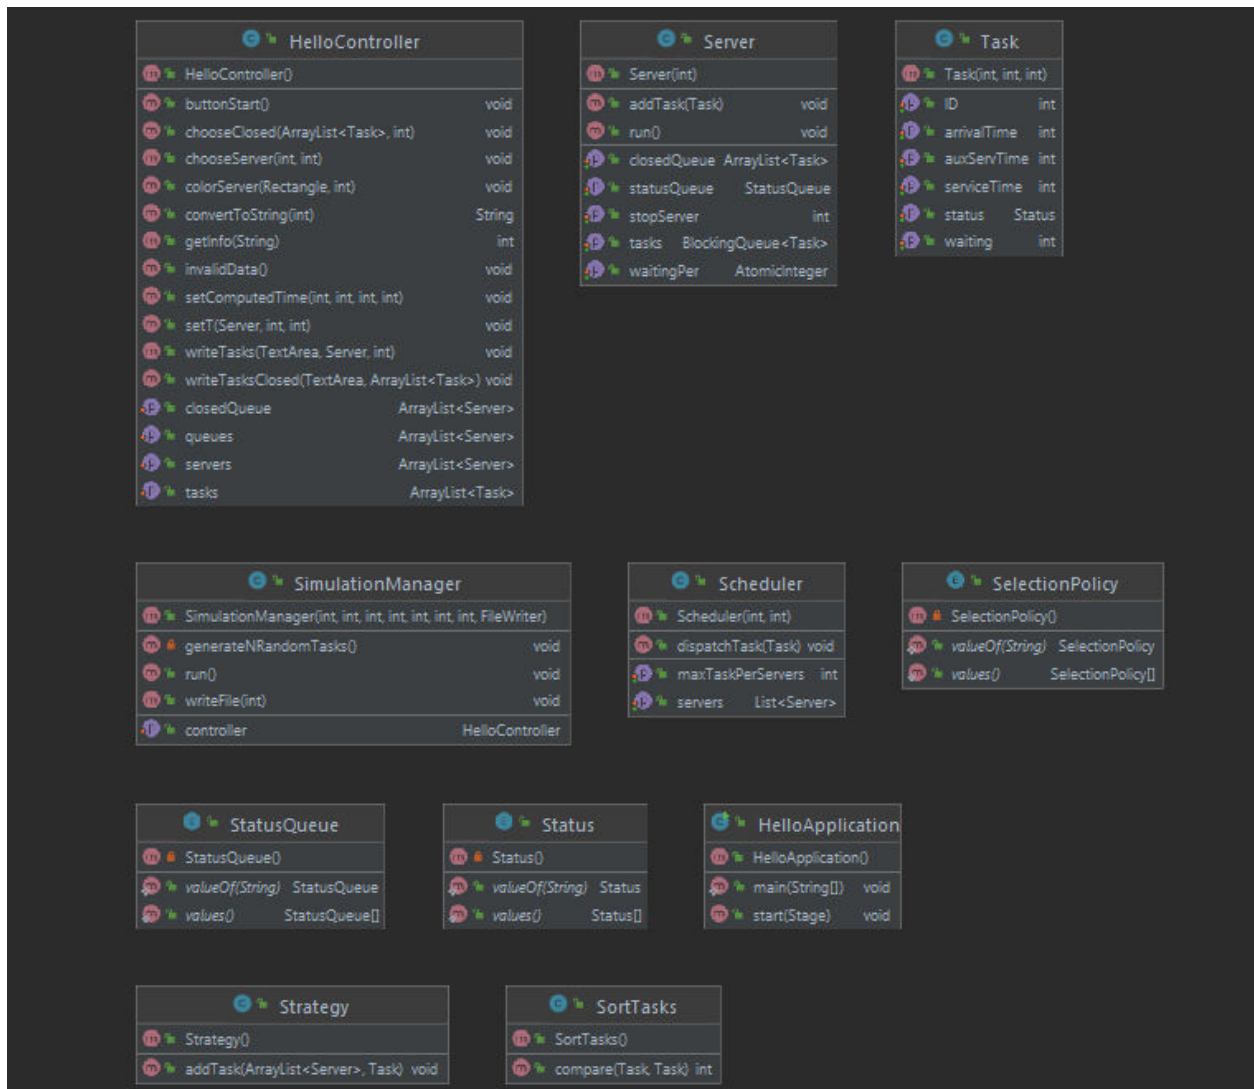 HelloController
HelloController()
buttonStart() void
chooseClosed(ArrayList<Task>, int) void
chooseServer(int, int) void
colorServer(Rectangle, int) void
convertToString(int) String
getInfo(String) int
invalidData() void
setComputedTime(int, int, int, int) void
setT(Server, int, int) void
writeTasks(TextArea, Server, int) void
writeTasksClosed(TextArea, ArrayList<Task>) void
closedQueue ArrayList<Server>
queues ArrayList<Server>
servers ArrayList<Server>
tasks ArrayList<Task>
Server
Server(int)
addTask(Task) void
run() void
closedQueue ArrayList<Task>
statusQueue StatusQueue
stopServer int
tasks BlockingQueue<Task>
waitingPer AtomicInteger
Task
Task(int, int, int)
ID int
arrivalTime int
auxServTime int
serviceTime int
status Status
waiting int
SimulationManager
SimulationManager(int, int, int, int, int, int, int, FileWriter)
generateNRandomTasks() void
run() void
writeFile(int) void
controller HelloController
Scheduler
Scheduler(int, int)
dispatchTask(Task) void
maxTaskPerServers int
servers List<Server>
SelectionPolicy
SelectionPolicy()
valueOf(String) SelectionPolicy
values() SelectionPolicy[]
StatusQueue
StatusQueue()
valueOf(String) StatusQueue
values() StatusQueue[]
Status
Status()
valueOf(String) Status
values() Status[]
HelloApplication
HelloApplication()
main(String[]) void
start(Stage) void
Strategy
Strategy()
addTask(ArrayList<Server>, Task) void
SortTasks
SortTasks()
compare(Task, Task) int